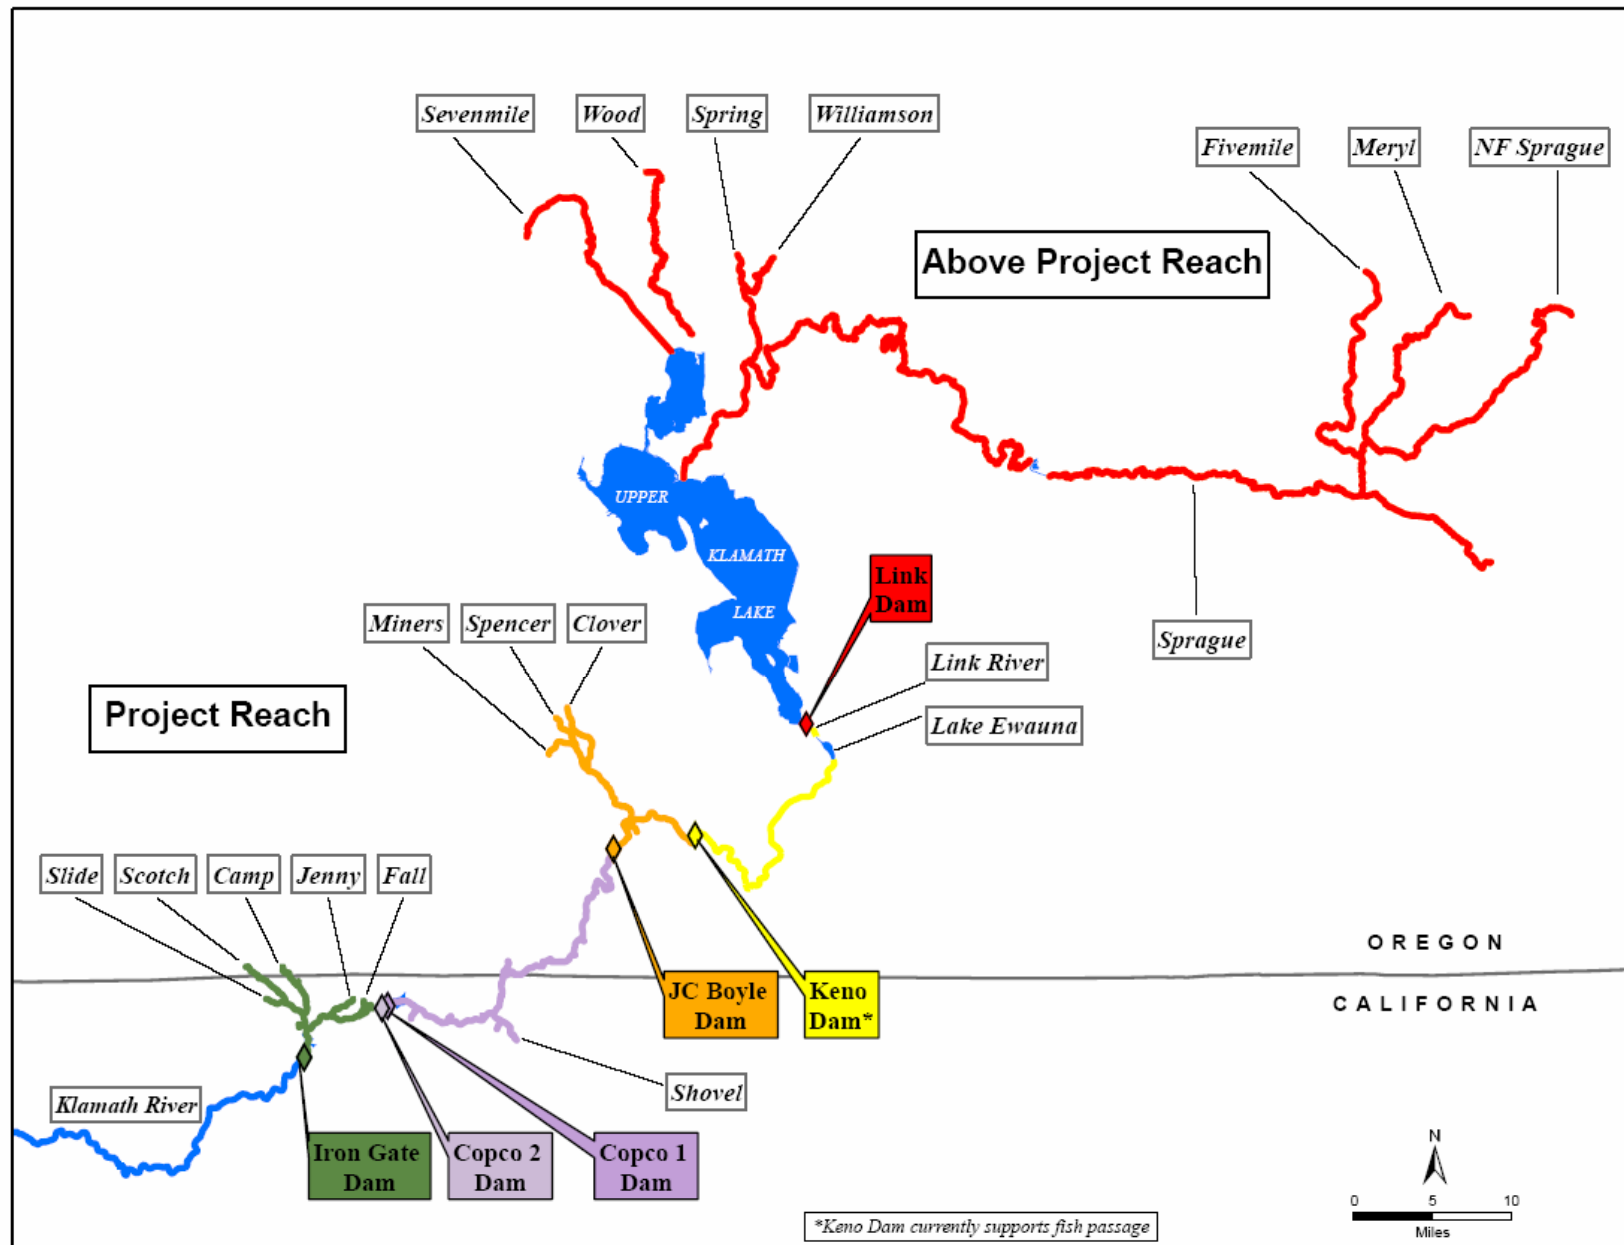 Sevenmile
Wood
Spring
Williamson
Fivemile
Meryl
NF Sprague
Above Project Reach
UPPER
KLAMATH
LAKE
Link
Dam
Miners
Spencer
Clover
Link River
Sprague
Project Reach
Lake Ewauna
Slide
Scotch
Camp
Jenny
Fall
OREGON
CALIFORNIA
JC Boyle
Dam
Keno
Dam*
Shovel
Klamath River
Iron Gate
Dam
Copco 2
Dam
Copco 1
Dam
N
0 5 10
Miles
*Keno Dam currently supports fish passage